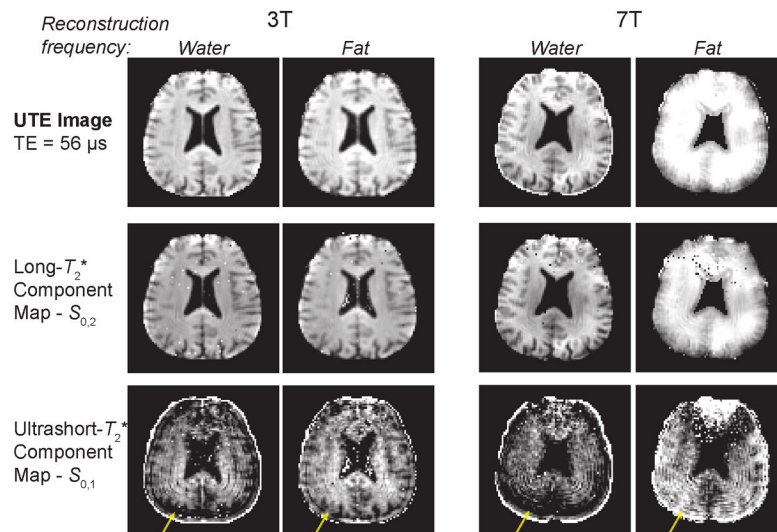 Reconstruction
frequency:
3T
7T
Water
Fat
Water
Fat
UTE Image
TE = 56 µs
Long-T₂*
Component
Map - S₀,₂
Ultrashort-T₂*
Component
Map - S₀,₁